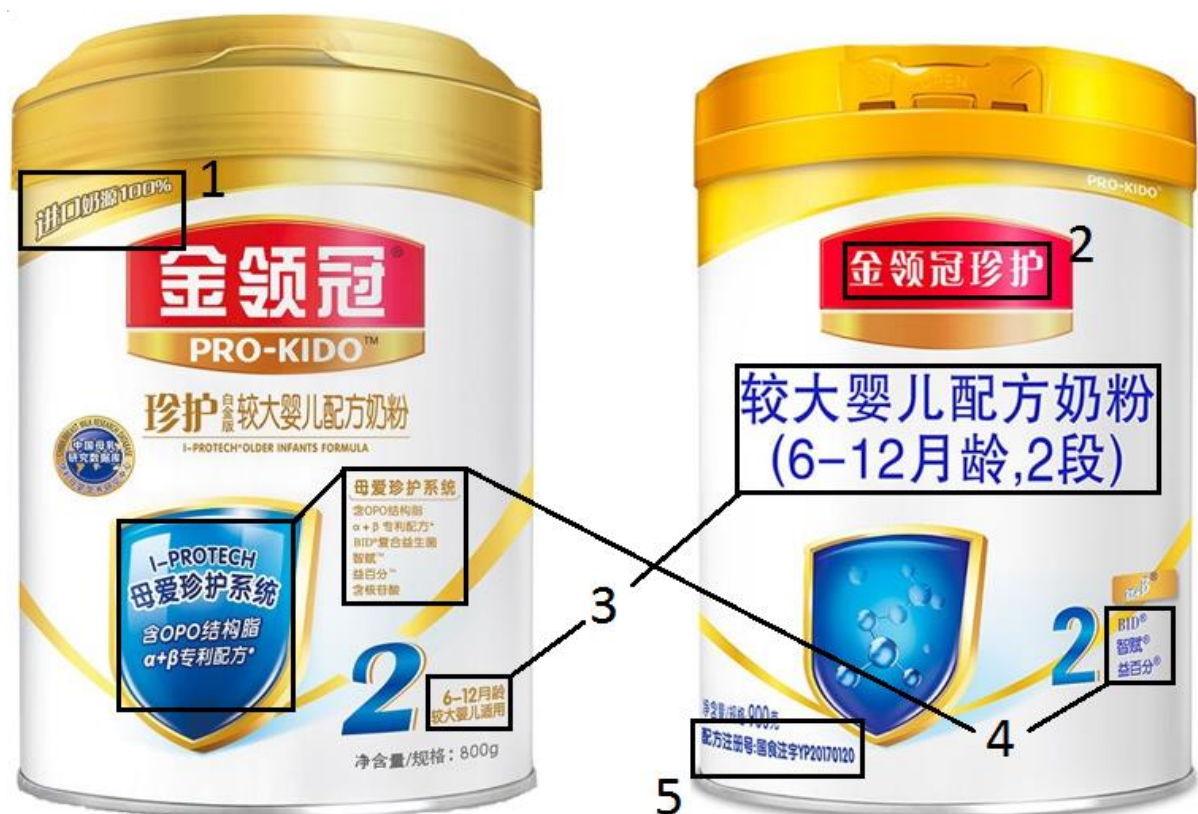 进口奶源100%
1
金领冠®
PRO-KIDO™
珍护 白金版 较大婴儿配方奶粉
I-PROTECH®OLDER INFANTS FORMULA
中国母乳
研究数据库
I-PROTECH
母爱珍护系统
含OPO结构脂
α+β专利配方*
母爱珍护系统
含OPO结构脂
α+β 专利配方*
BID®复合益生菌
智赋™
益百分™
含核苷酸
2
6-12月龄
较大婴儿适用
净含量/规格：800g
3
PRO-KIDO®
金领冠珍护
2
较大婴儿配方奶粉
(6-12月龄,2段)
2
BID®
智赋®
益百分®
4
净含量/规格 900克
配方注册号:国食注字YP20170120
5